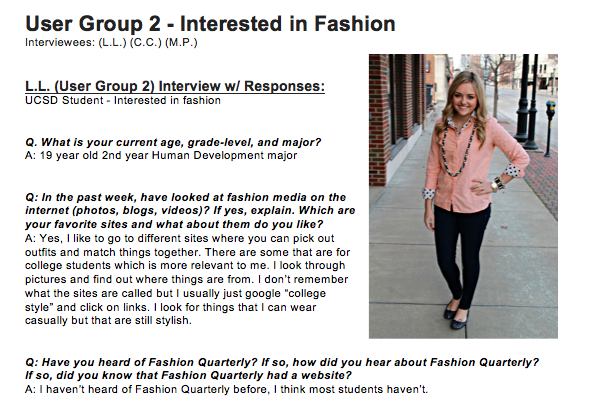 User Group 2 - Interested in Fashion
Interviewees: (L.L.) (C.C.) (M.P.)
L.L. (User Group 2) Interview w/ Responses:
UCSD Student - Interested in fashion
Q. What is your current age, grade-level, and major?
A: 19 year old 2nd year Human Development major
Q: In the past week, have looked at fashion media on the
internet (photos, blogs, videos)? If yes, explain. Which are
your favorite sites and what about them do you like?
A: Yes, I like to go to different sites where you can pick out
outfits and match things together. There are some that are for
college students which is more relevant to me. I look through
pictures and find out where things are from. I don't remember
what the sites are called but I usually just google "college
style" and click on links. I look for things that I can wear
casually but that are still stylish.
Q: Have you heard of Fashion Quarterly? If so, how did you hear about Fashion Quarterly?
If so, did you know that Fashion Quarterly had a website?
A: I haven't heard of Fashion Quarterly before, I think most students haven't.